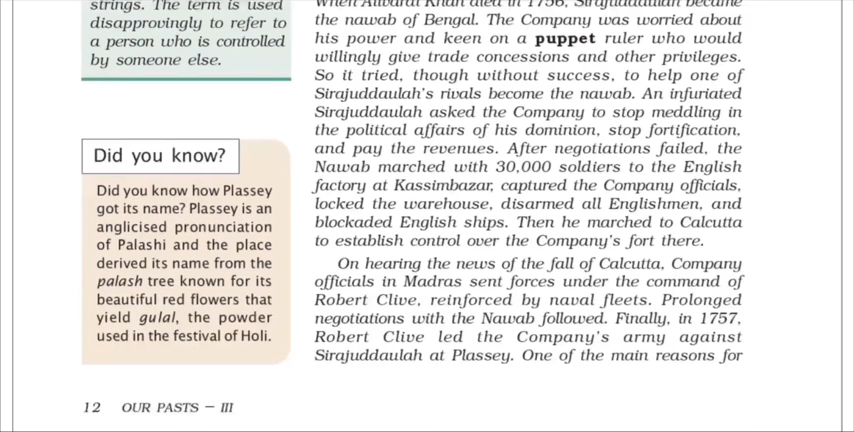 strings. The term is used
disapprovingly to refer to
a person who is controlled
by someone else.
Did you know?
Did you know how Plassey
got its name? Plassey is an
anglicised pronunciation
of Palashi and the place
derived its name from the
palash tree known for its
beautiful red flowers that
yield gulal, the powder
used in the festival of Holi.
When Alivardi Khan died in 1756, Sirajuddaulah became
the nawab of Bengal. The Company was worried about
his power and keen on a puppet ruler who would
willingly give trade concessions and other privileges.
So it tried, though without success, to help one of
Sirajuddaulah's rivals become the nawab. An infuriated
Sirajuddaulah asked the Company to stop meddling in
the political affairs of his dominion, stop fortification,
and pay the revenues. After negotiations failed, the
Nawab marched with 30,000 soldiers to the English
factory at Kassimbazar, captured the Company officials,
locked the warehouse, disarmed all Englishmen, and
blockaded English ships. Then he marched to Calcutta
to establish control over the Company's fort there.
On hearing the news of the fall of Calcutta, Company
officials in Madras sent forces under the command of
Robert Clive, reinforced by naval fleets. Prolonged
negotiations with the Nawab followed. Finally, in 1757,
Robert Clive led the Company's army against
Sirajuddaulah at Plassey. One of the main reasons for
12 OUR PASTS – III